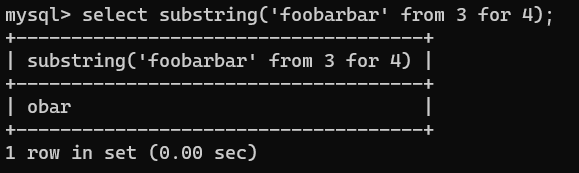 mysql> select substring('foobarbar' from 3 for 4);
+-----------------------------------+
| substring('foobarbar' from 3 for 4) |
+-----------------------------------+
| obar                                |
+-----------------------------------+
1 row in set (0.00 sec)